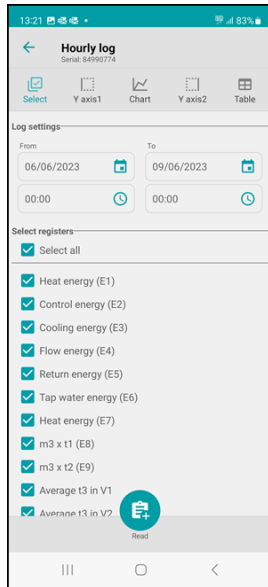 13:21 83%
Hourly log
Serial: 84990774
Select Y axis1 Chart Y axis2 Table
Log settings
From To
06/06/2023 09/06/2023
00:00 00:00
Select registers
Select all
Heat energy (E1)
Control energy (E2)
Cooling energy (E3)
Flow energy (E4)
Return energy (E5)
Tap water energy (E6)
Heat energy (E7)
m3 x t1 (E8)
m3 x t2 (E9)
Average t3 in V1
Average t3 in V2
Read